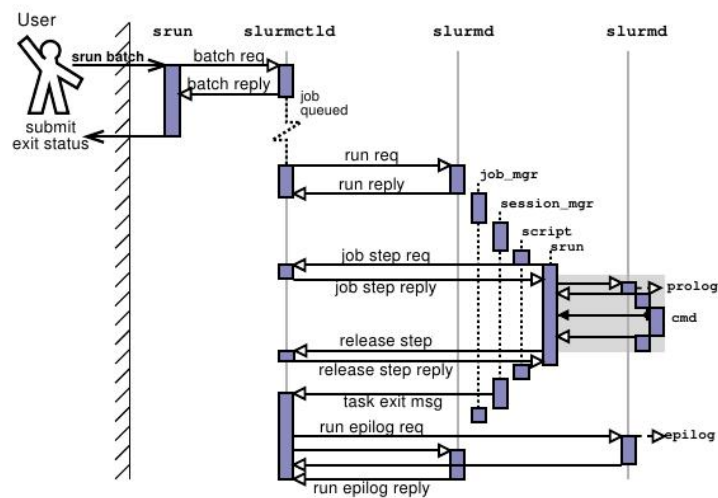 User
srun slurmctld slurmd slurmd
srun batch
batch req
batch reply
job
queued
submit
exit status
run req
run reply
job_mgr
session_mgr
script
srun
job step req
job step reply
prolog
cmd
release step
release step reply
task exit msg
run epilog req
epilog
run epilog reply